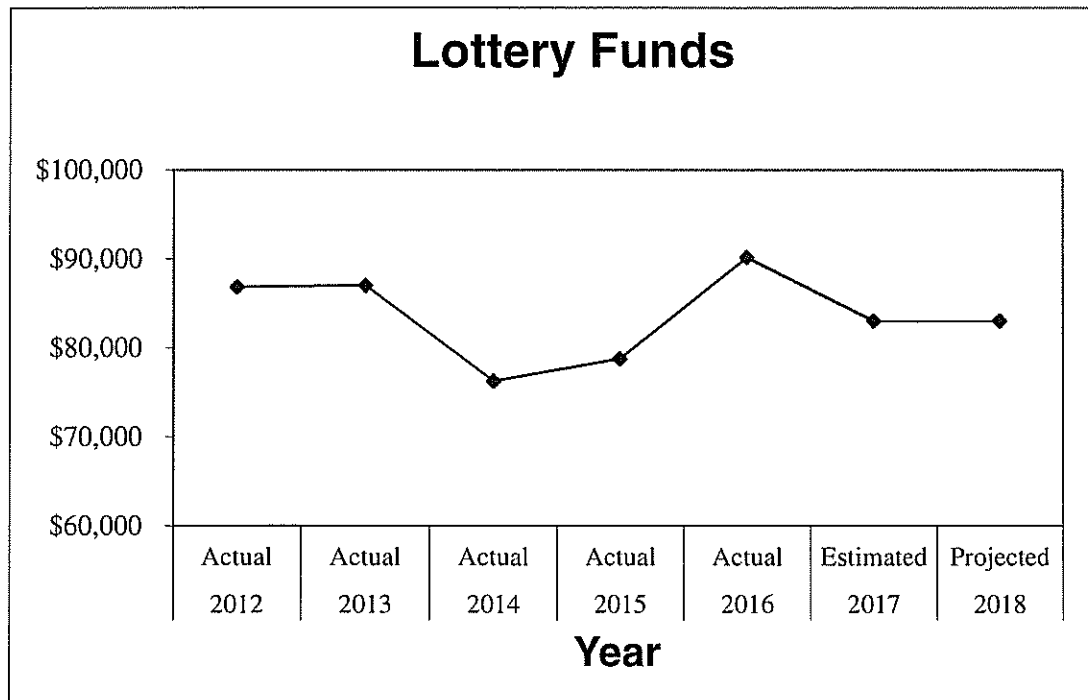 Lottery Funds
$100,000
$90,000
$80,000
$70,000
$60,000
Actual Actual Actual Actual Actual Estimated Projected
2012 2013 2014 2015 2016 2017 2018
Year